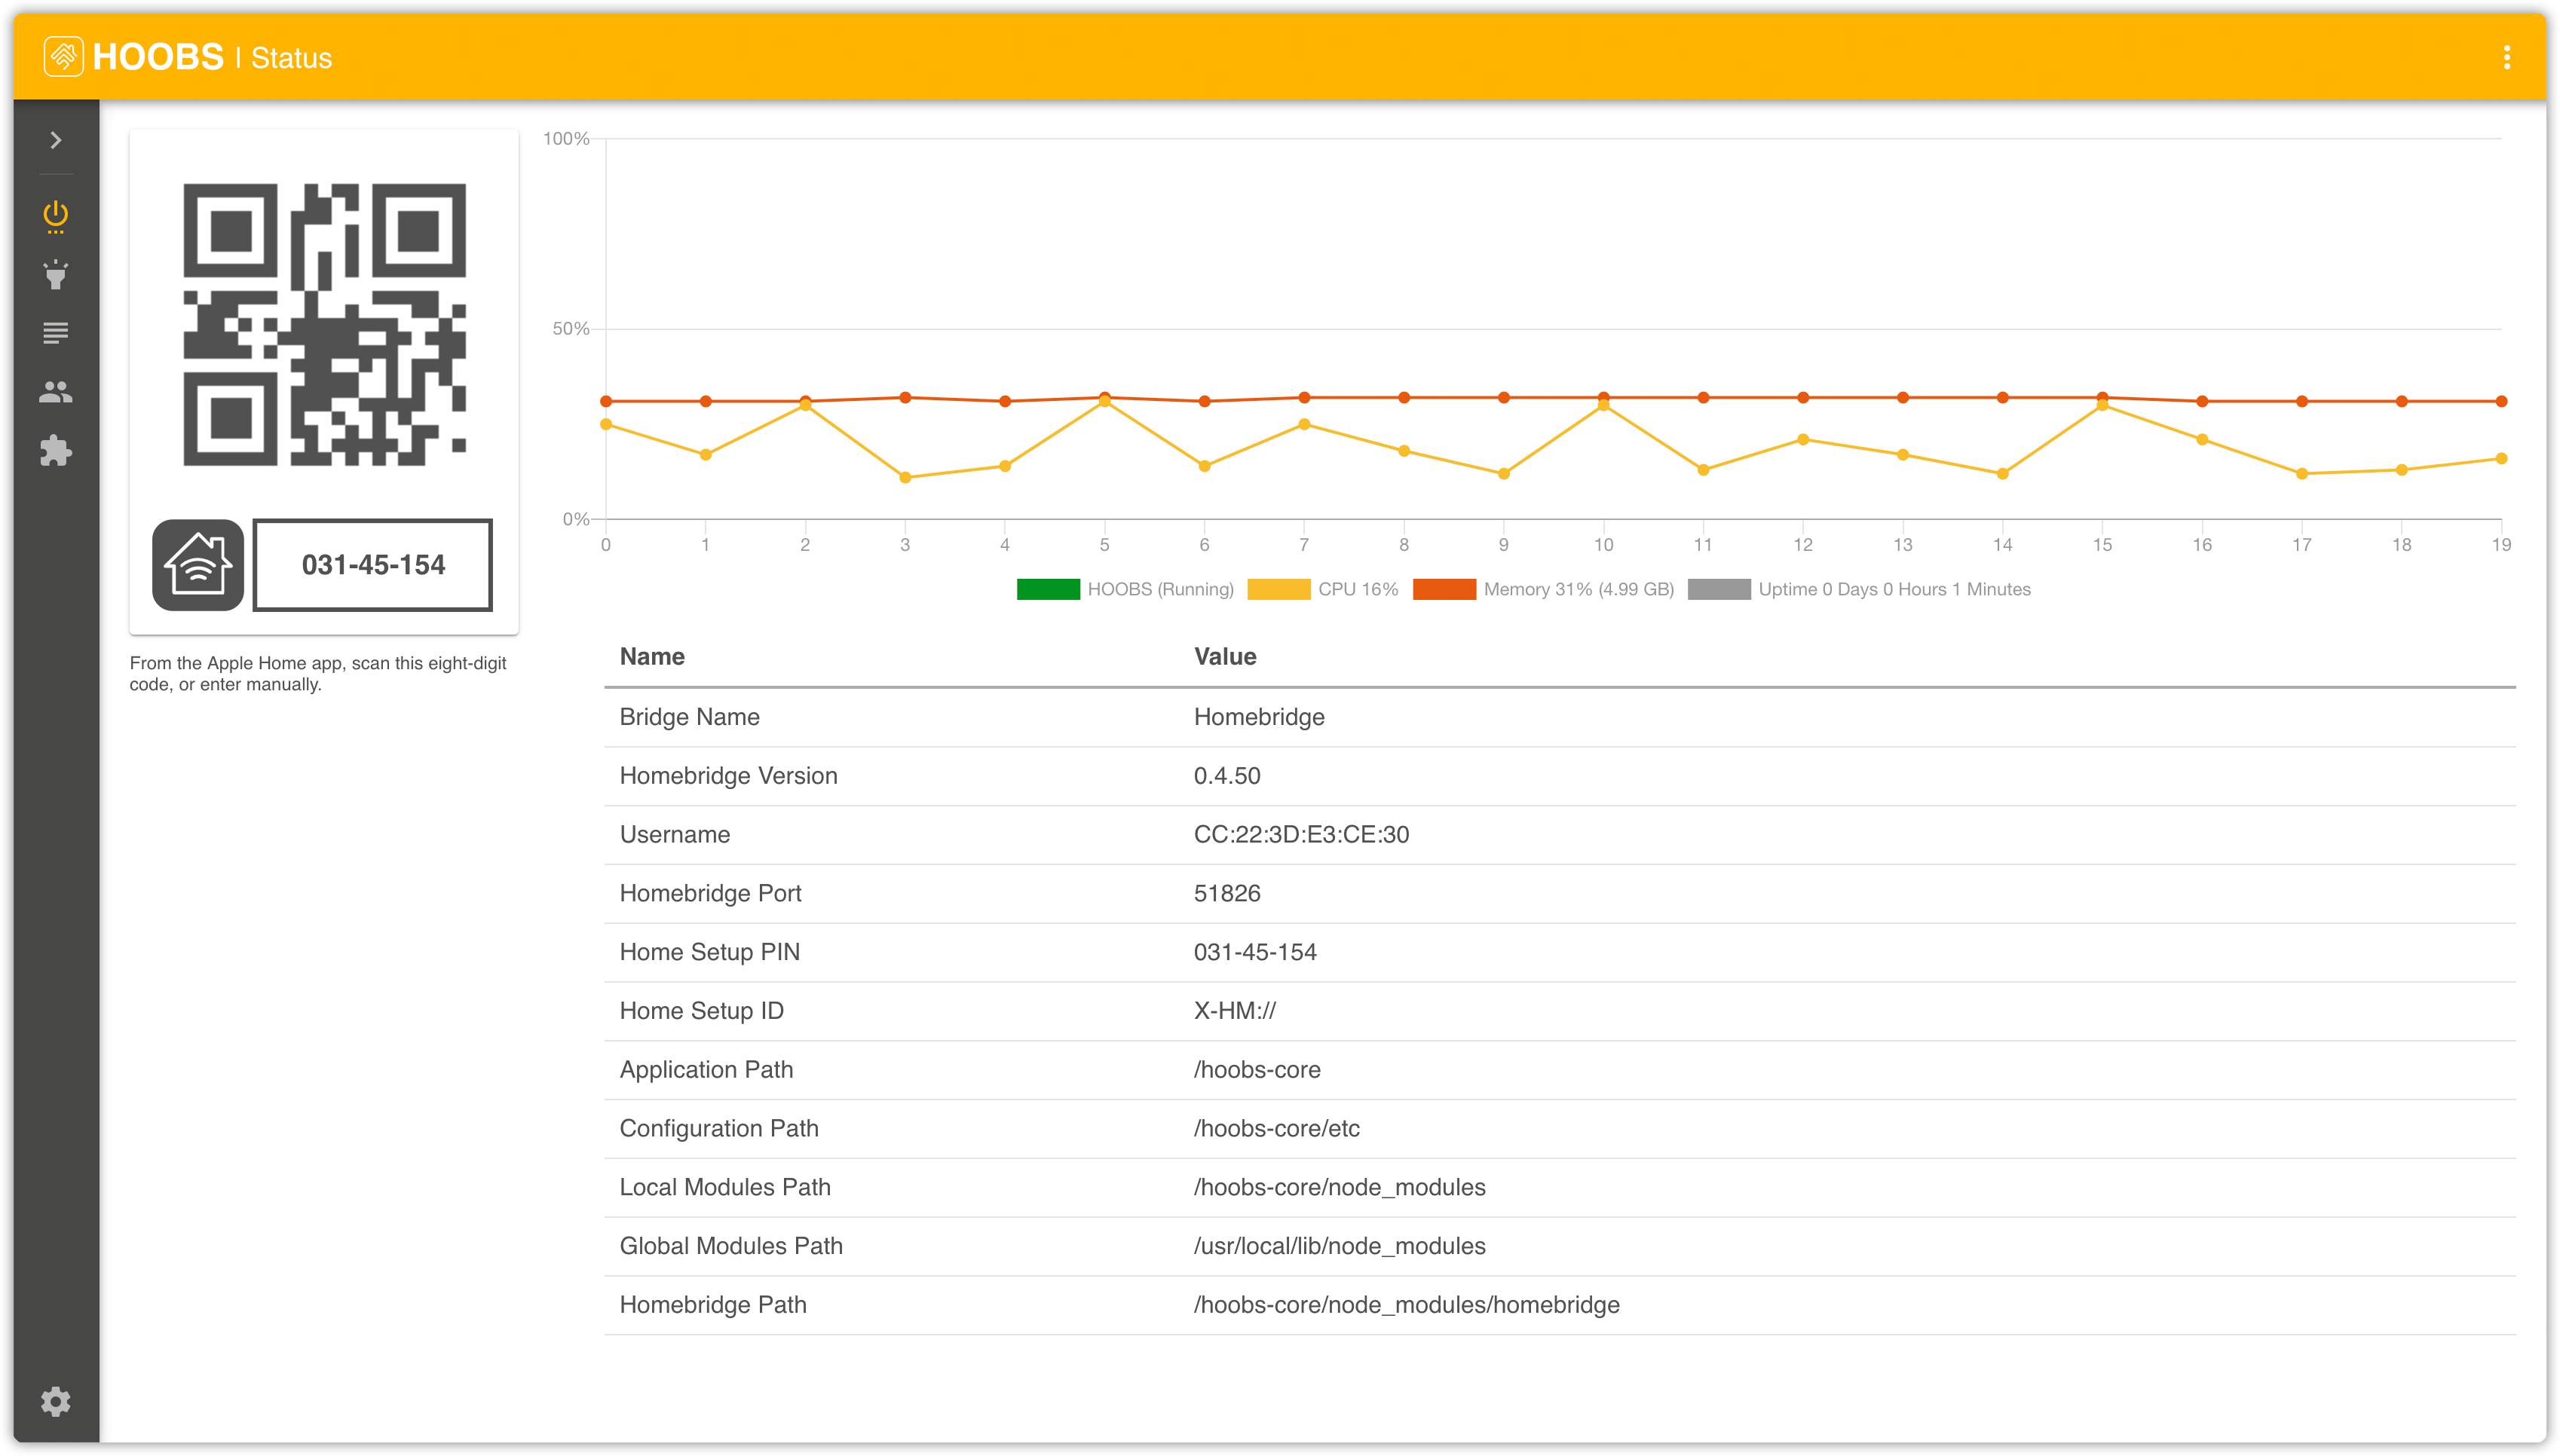 HOOBS | Status
031-45-154
From the Apple Home app, scan this eight-digit
code, or enter manually.
100%
50%
0%
0 1 2 3 4 5 6 7 8 9 10 11 12 13 14 15 16 17 18 19
HOOBS (Running) CPU 16% Memory 31% (4.99 GB) Uptime 0 Days 0 Hours 1 Minutes
Name Value
Bridge Name Homebridge
Homebridge Version 0.4.50
Username CC:22:3D:E3:CE:30
Homebridge Port 51826
Home Setup PIN 031-45-154
Home Setup ID X-HM://
Application Path /hoobs-core
Configuration Path /hoobs-core/etc
Local Modules Path /hoobs-core/node_modules
Global Modules Path /usr/local/lib/node_modules
Homebridge Path /hoobs-core/node_modules/homebridge